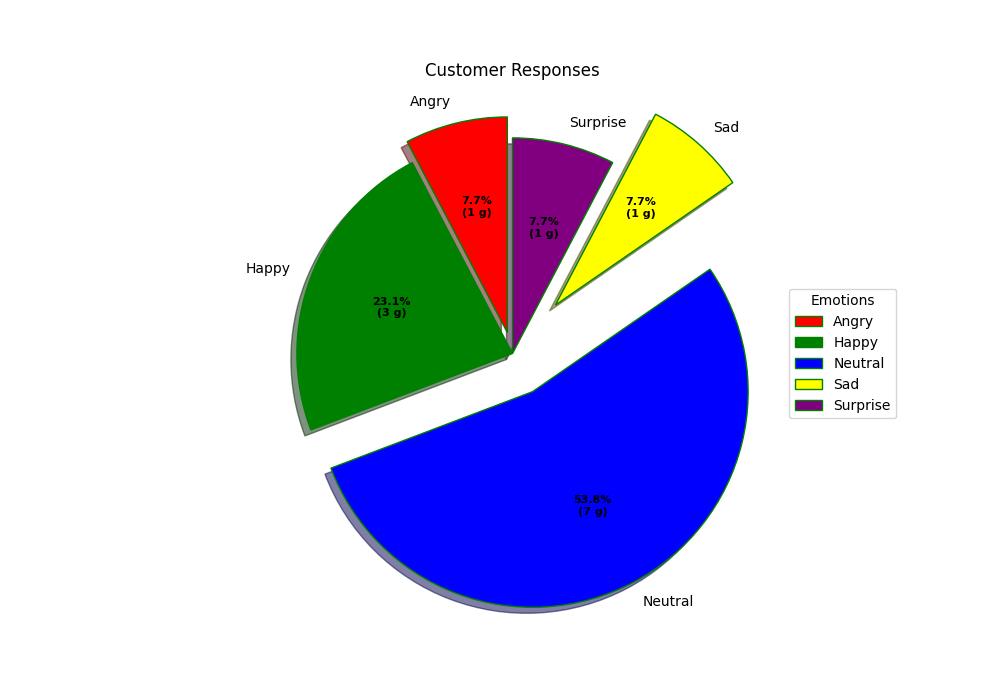 Customer Responses
Angry
Surprise
Sad
7.7%
(1 g)
7.7%
(1 g)
7.7%
(1 g)
Happy
23.1%
(3 g)
53.8%
(7 g)
Neutral
Emotions
Angry
Happy
Neutral
Sad
Surprise